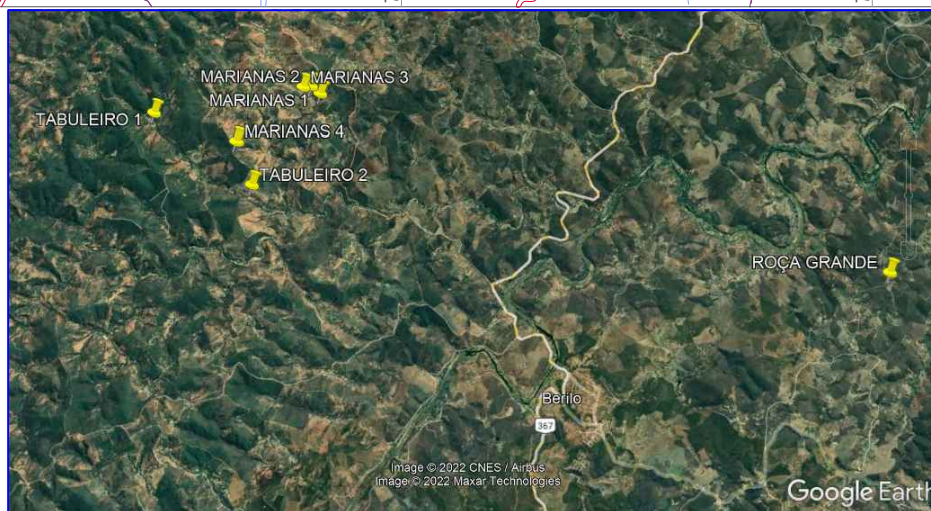 MARIANAS 2
MARIANAS 3
MARIANAS 1
TABULEIRO 1
MARIANAS 4
TABULEIRO 2
ROÇA GRANDE
Berilo
367
Image © 2022 CNES / Airbus
Image © 2022 Maxar Technologies
Google Earth